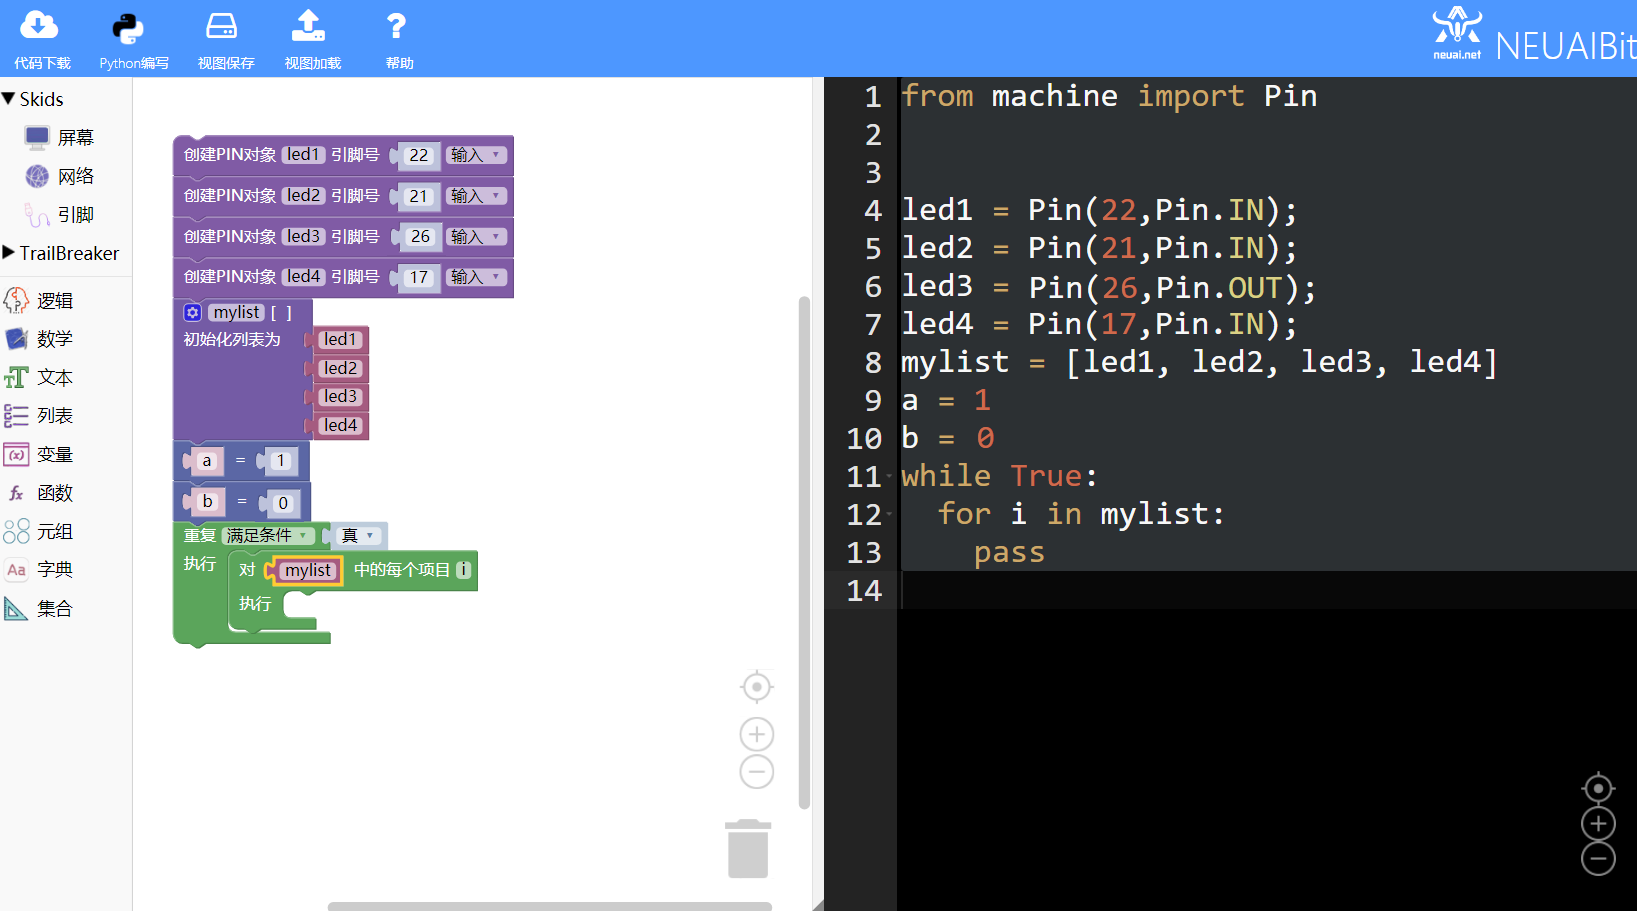 代码下载
Python编写
视图保存
视图加载
?
帮助
neuai.net
NEUAIBit
Skids
屏幕
网络
引脚
TrailBreaker
逻辑
数学
文本
列表
(x) 变量
fx 函数
元组
Aa 字典
集合
创建PIN对象 led1 引脚号 22 输入
创建PIN对象 led2 引脚号 21 输入
创建PIN对象 led3 引脚号 26 输入
创建PIN对象 led4 引脚号 17 输入
mylist [ ]
初始化列表为 led1
led2
led3
led4
a = 1
b = 0
重复 满足条件 真
执行 对 mylist 中的每个项目 i
执行
1 from machine import Pin
2
3
4 led1 = Pin(22,Pin.IN);
5 led2 = Pin(21,Pin.IN);
6 led3 = Pin(26,Pin.OUT);
7 led4 = Pin(17,Pin.IN);
8 mylist = [led1, led2, led3, led4]
9 a = 1
10 b = 0
11 while True:
12 for i in mylist:
13 pass
14